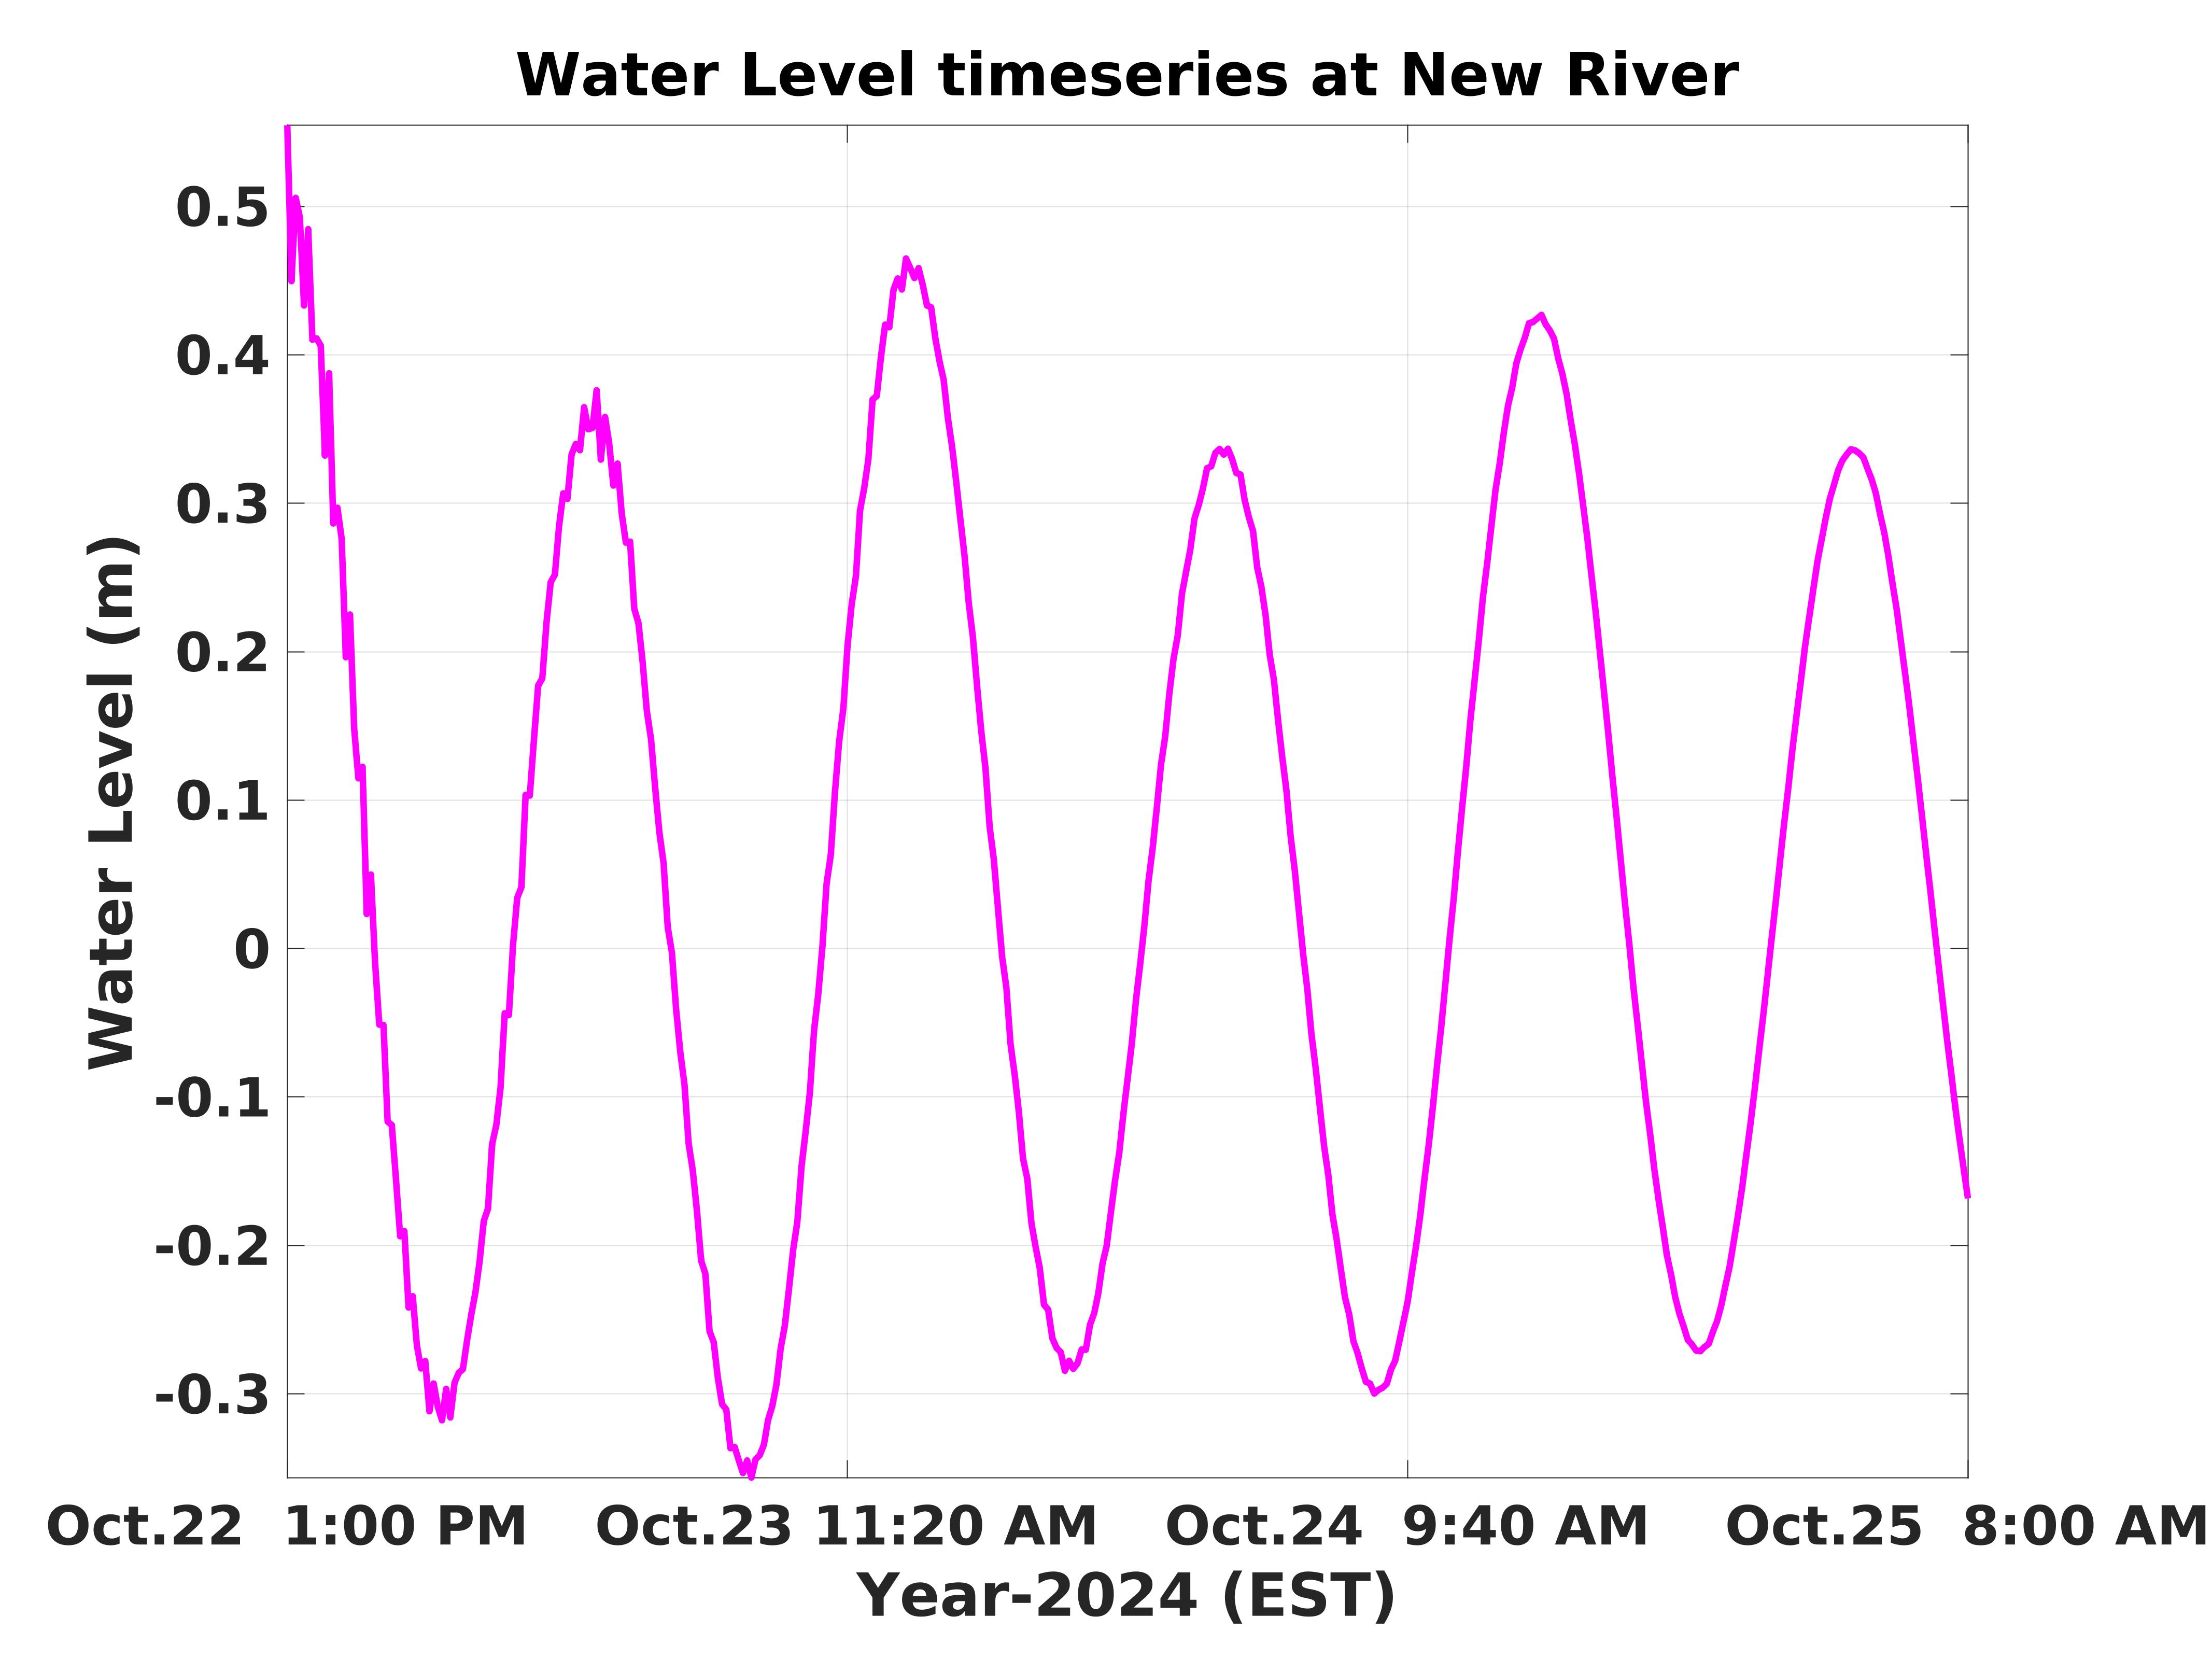 Water Level timeseries at New River
Water Level (m)
0.5
0.4
0.3
0.2
0.1
0
-0.1
-0.2
-0.3
Oct.22 1:00 PM Oct.23 11:20 AM Oct.24 9:40 AM Oct.25 8:00 AM
Year-2024 (EST)